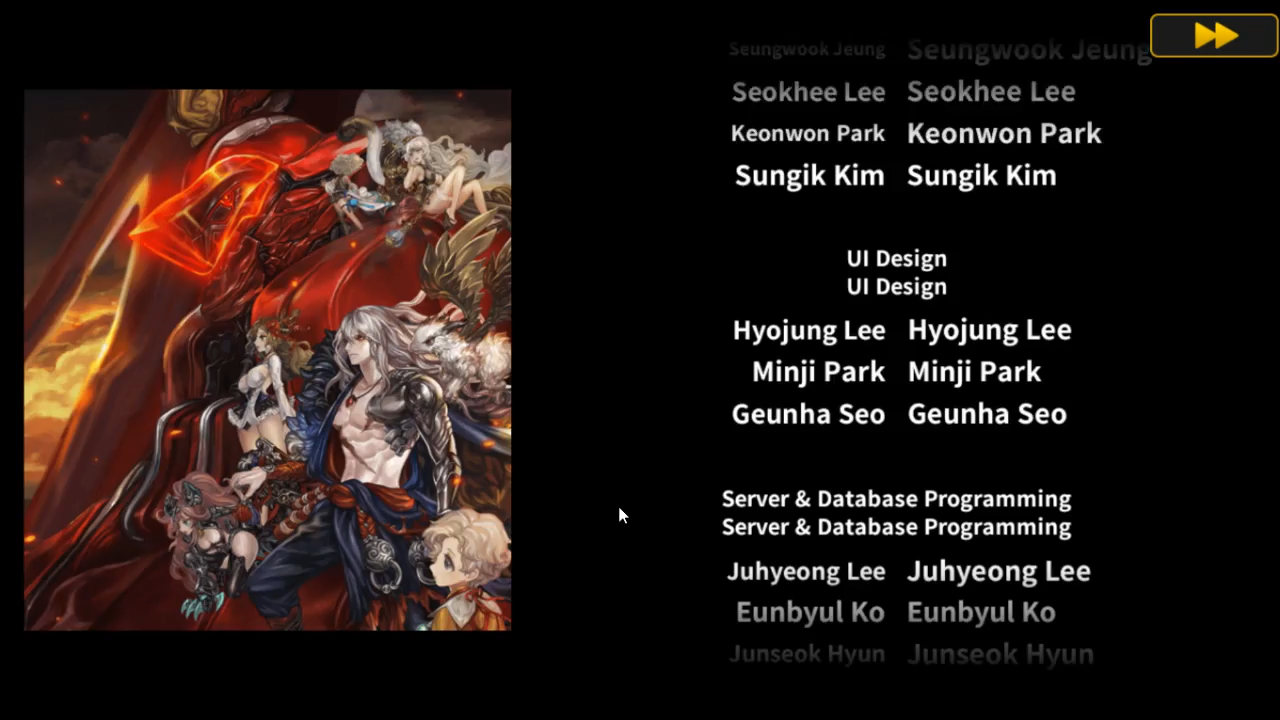 Seungwook Jeung Seungwook Jeung
Seokhee Lee Seokhee Lee
Keonwon Park Keonwon Park
Sungik Kim Sungik Kim
UI Design
UI Design
Hyojung Lee Hyojung Lee
Minji Park Minji Park
Geunha Seo Geunha Seo
Server & Database Programming
Server & Database Programming
Juhyeong Lee Juhyeong Lee
Eunbyul Ko Eunbyul Ko
Junseok Hyun Junseok Hyun